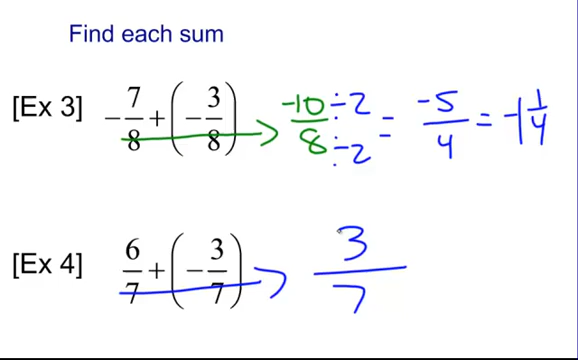 Find each sum
[Ex 3] -7/8 + (-3/8) → -10/8 ÷2/÷2 = -5/4 = -1 1/4
[Ex 4] 6/7 + (-3/7) → 3/7